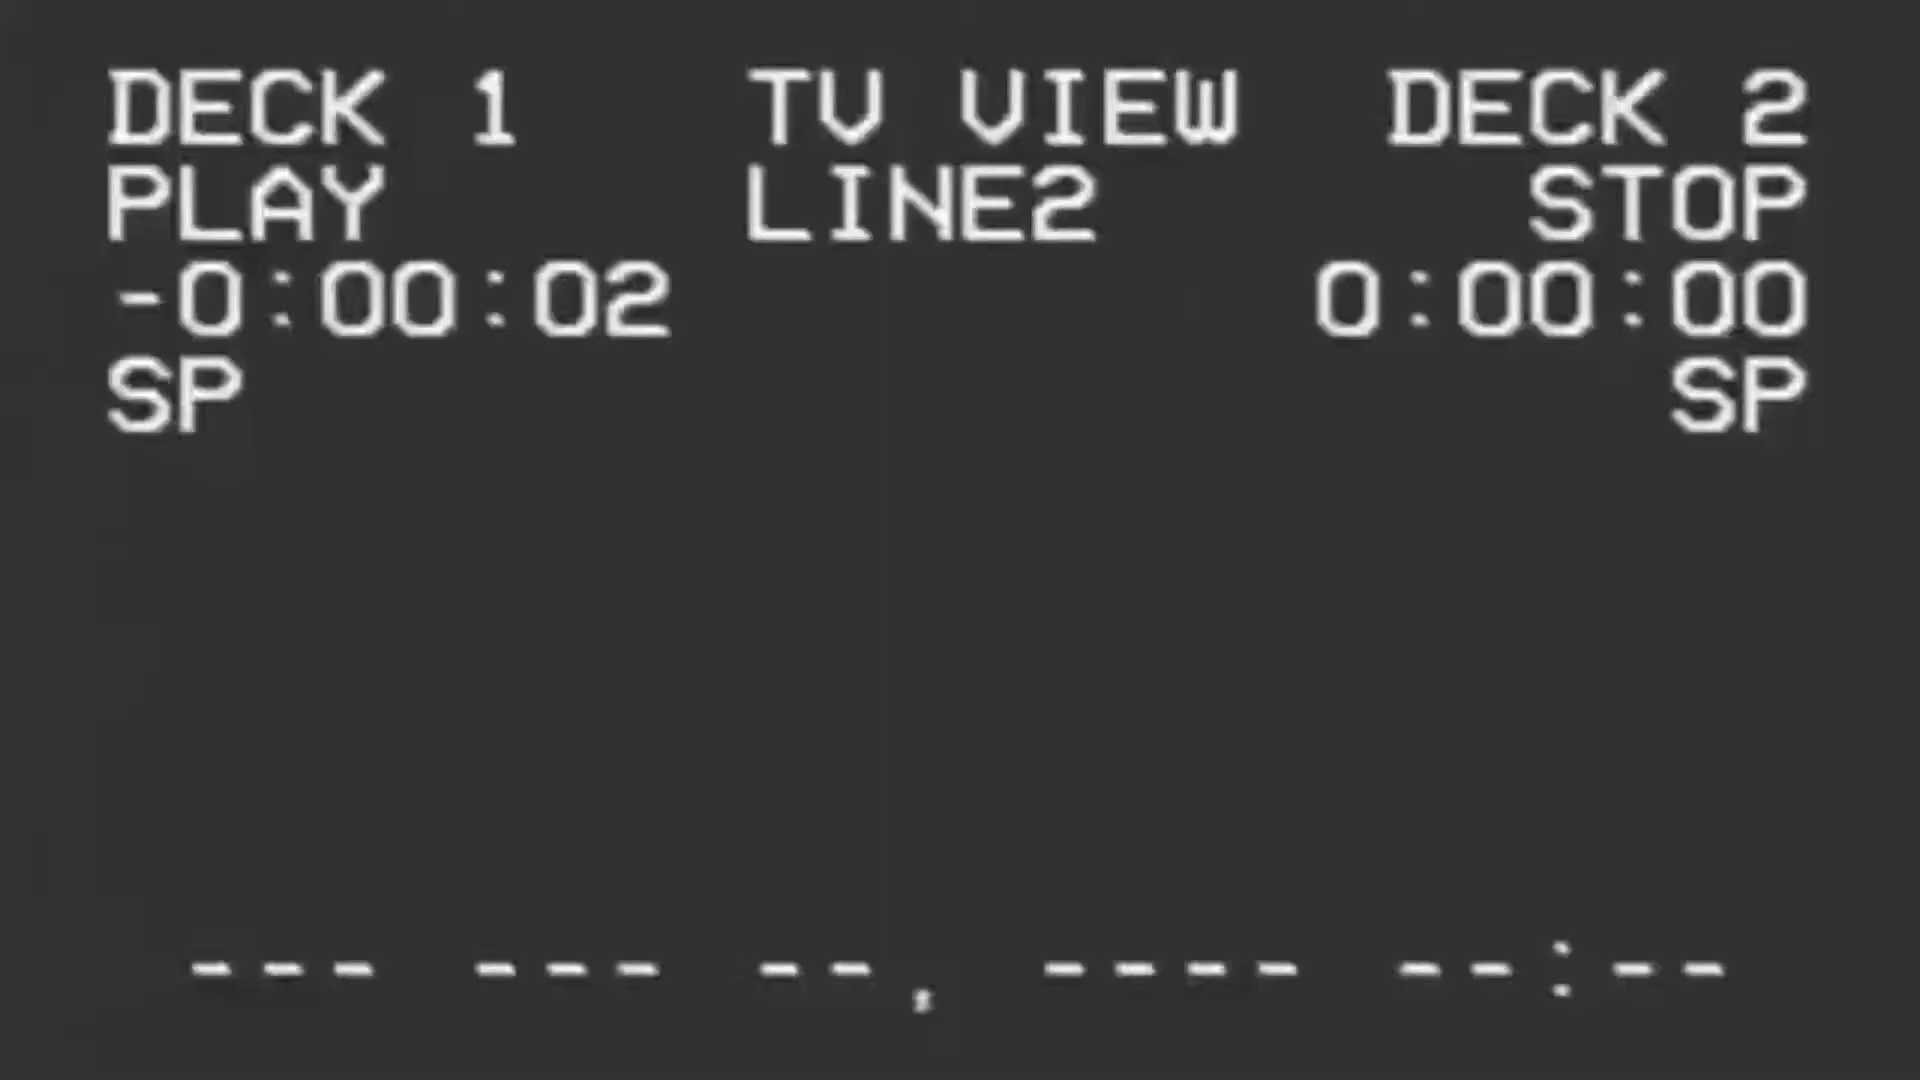 DECK 1 TV VIEW DECK 2
PLAY LINE2 STOP
-0:00:02 0:00:00
SP SP
--- --- --, ---- --:--